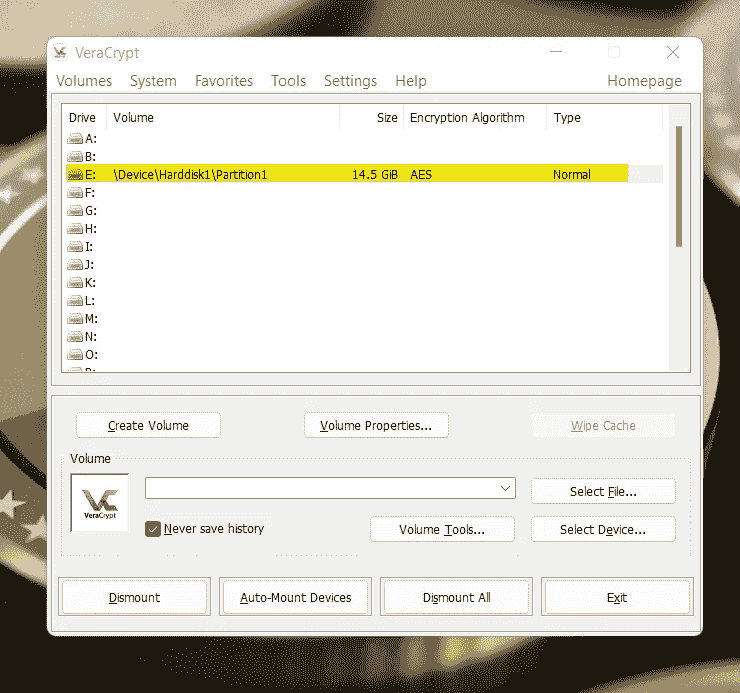 VeraCrypt
Volumes System Favorites Tools Settings Help Homepage
Drive Volume Size Encryption Algorithm Type
A:
B:
E: \Device\Harddisk1\Partition1 14.5 GiB AES Normal
F:
G:
H:
I:
J:
K:
L:
M:
N:
O:
Create Volume Volume Properties... Wipe Cache
Volume
VeraCrypt
Select File...
Never save history
Volume Tools... Select Device...
Dismount Auto-Mount Devices Dismount All Exit